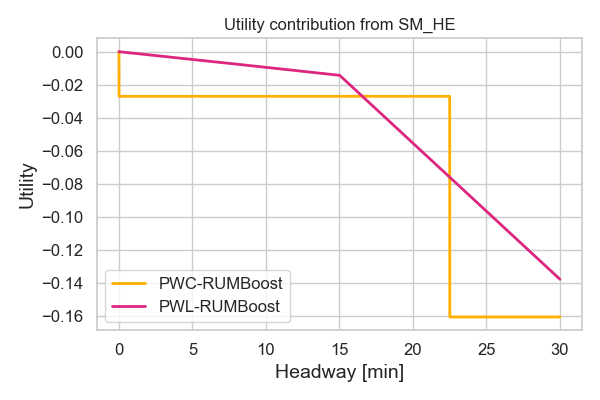 Utility contribution from SM_HE
0.00
−0.02
−0.04
−0.06
−0.08
−0.10
−0.12
−0.14
−0.16
Utility
PWC-RUMBoost
PWL-RUMBoost
0 5 10 15 20 25 30
Headway [min]